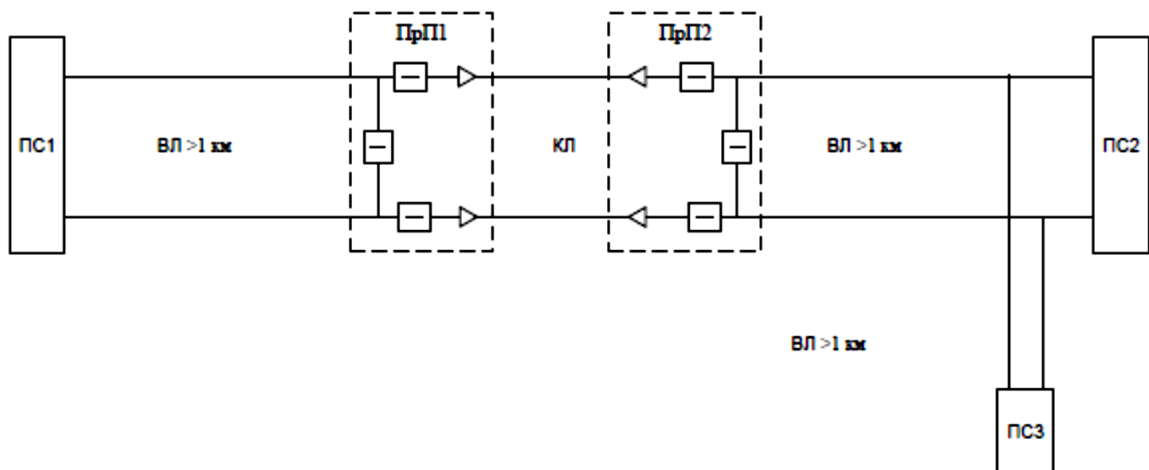 ПрП1
ПрП2
ПС1
ВЛ >1 км
КЛ
ВЛ >1 км
ПС2
ВЛ >1 км
ПС3